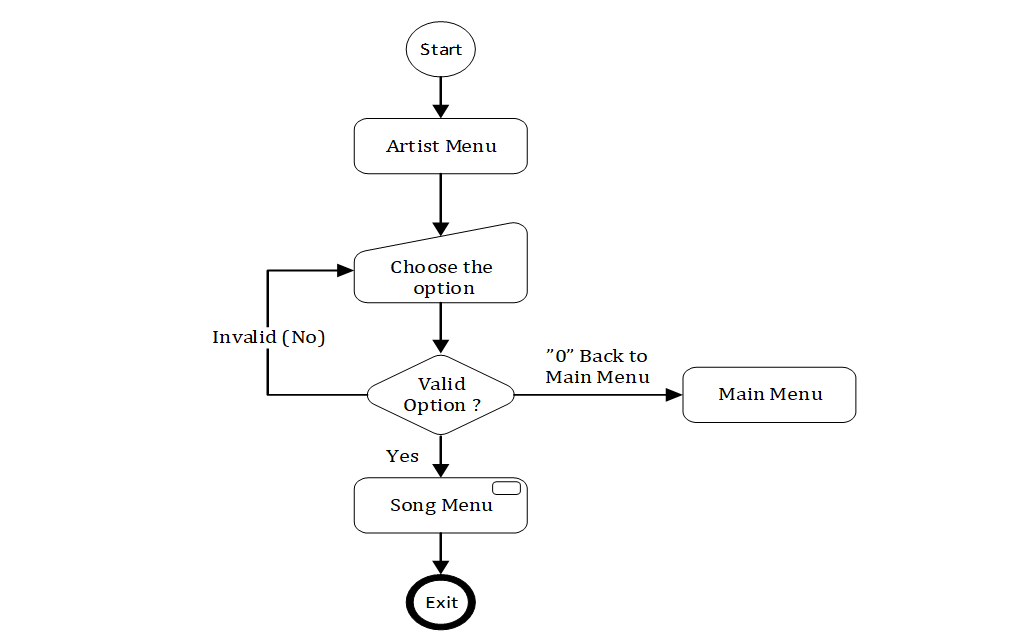 Start
Artist Menu
Choose the
option
Invalid (No)
”0” Back to
Main Menu
Valid
Option ?
Main Menu
Yes
Song Menu
Exit